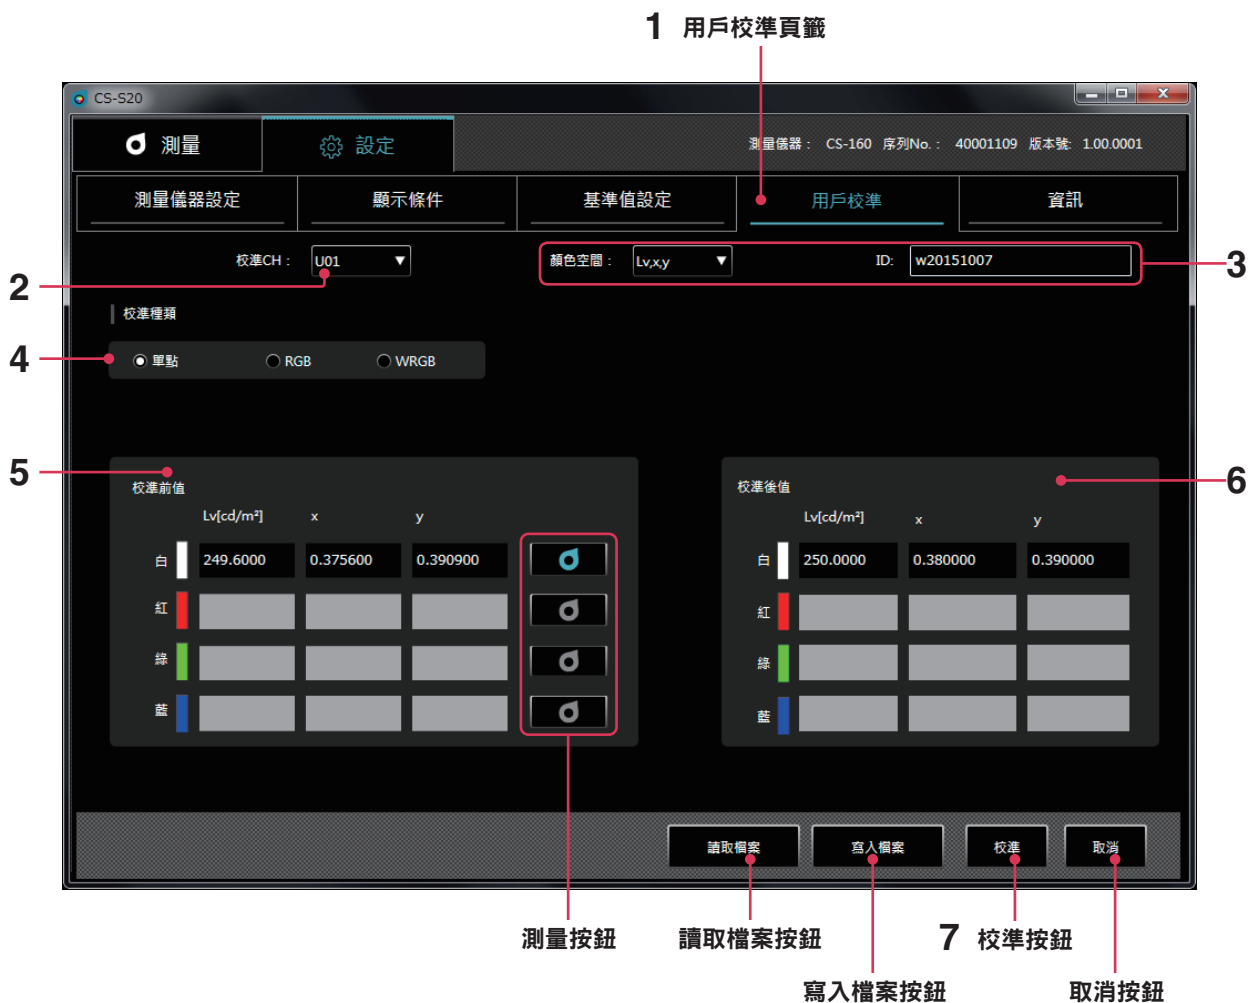 1 用戶校準頁籤
CS-S20
測量 設定 測量儀器： CS-160 序列No.： 40001109 版本號: 1.00.0001
測量儀器設定 顯示條件 基準值設定 用戶校準 資訊
2 校準CH： U01 ▼ 顏色空間： Lv,x,y ▼ ID: w20151007 3
校準種類
4 單點 RGB WRGB
5 校準前值 校準後值 6
Lv[cd/m²] x y Lv[cd/m²] x y
白 249.6000 0.375600 0.390900 白 250.0000 0.380000 0.390000
紅 紅
綠 綠
藍 藍
讀取檔案 寫入檔案 校準 取消
測量按鈕 讀取檔案按鈕 7 校準按鈕
寫入檔案按鈕 取消按鈕